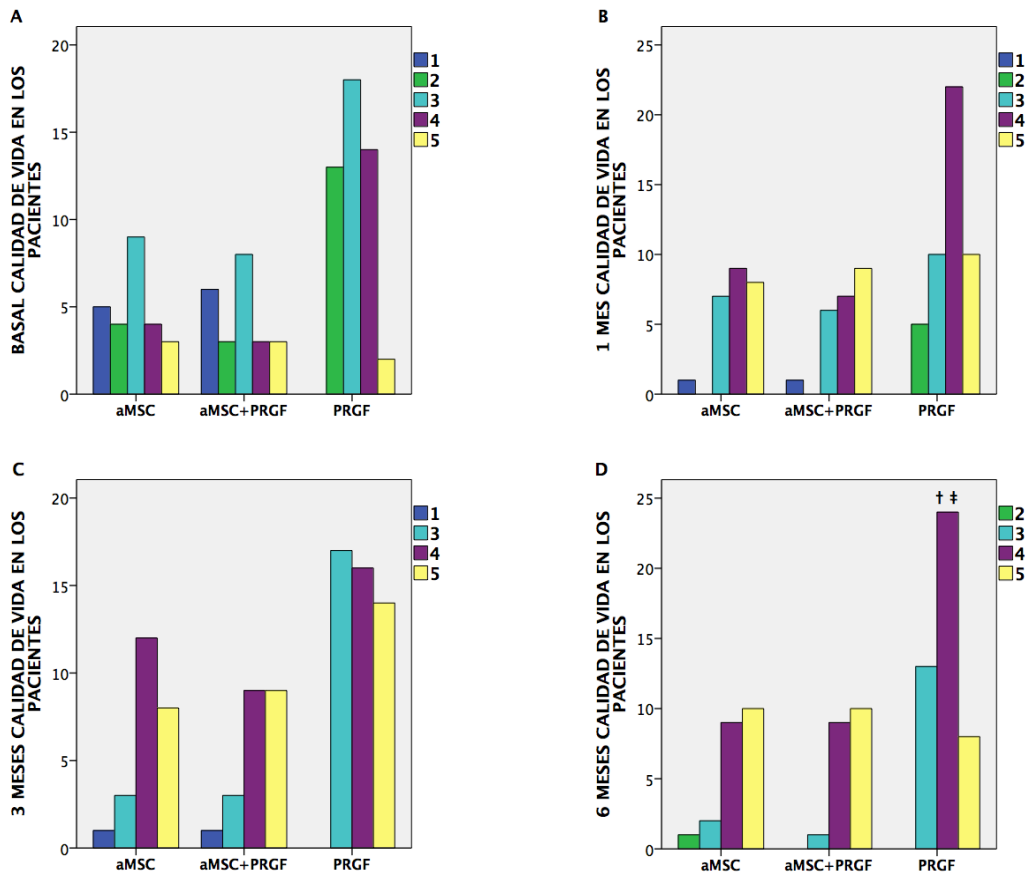 A
BASAL CALIDAD DE VIDA EN LOS
PACIENTES
20
15
10
5
0
aMSC
aMSC+PRGF
PRGF
1
2
3
4
5
B
1 MES CALIDAD DE VIDA EN LOS
PACIENTES
25
20
15
10
5
0
aMSC
aMSC+PRGF
PRGF
1
2
3
4
5
C
3 MESES CALIDAD DE VIDA EN LOS
PACIENTES
20
15
10
5
0
aMSC
aMSC+PRGF
PRGF
1
3
4
5
D
6 MESES CALIDAD DE VIDA EN LOS
PACIENTES
25
20
15
10
5
0
† ‡
aMSC
aMSC+PRGF
PRGF
2
3
4
5